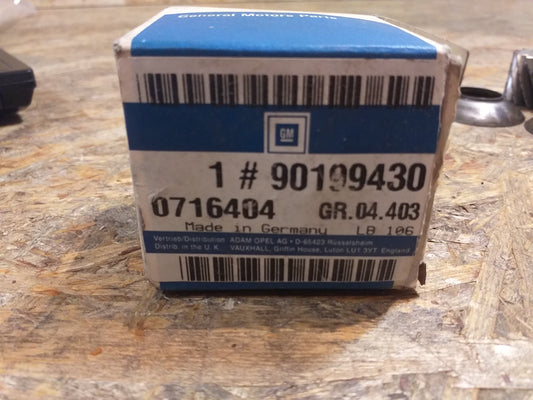 General Motors Parts
GM
1 # 90199430
0716404 GR.04.403
Made in Germany LB 106
Vertrieb/Distribution ADAM OPEL AG • D-65423 Rüsselsheim
Distrib. in the U. K. VAUXHALL, Griffin House, Luton LU1 3YT, England